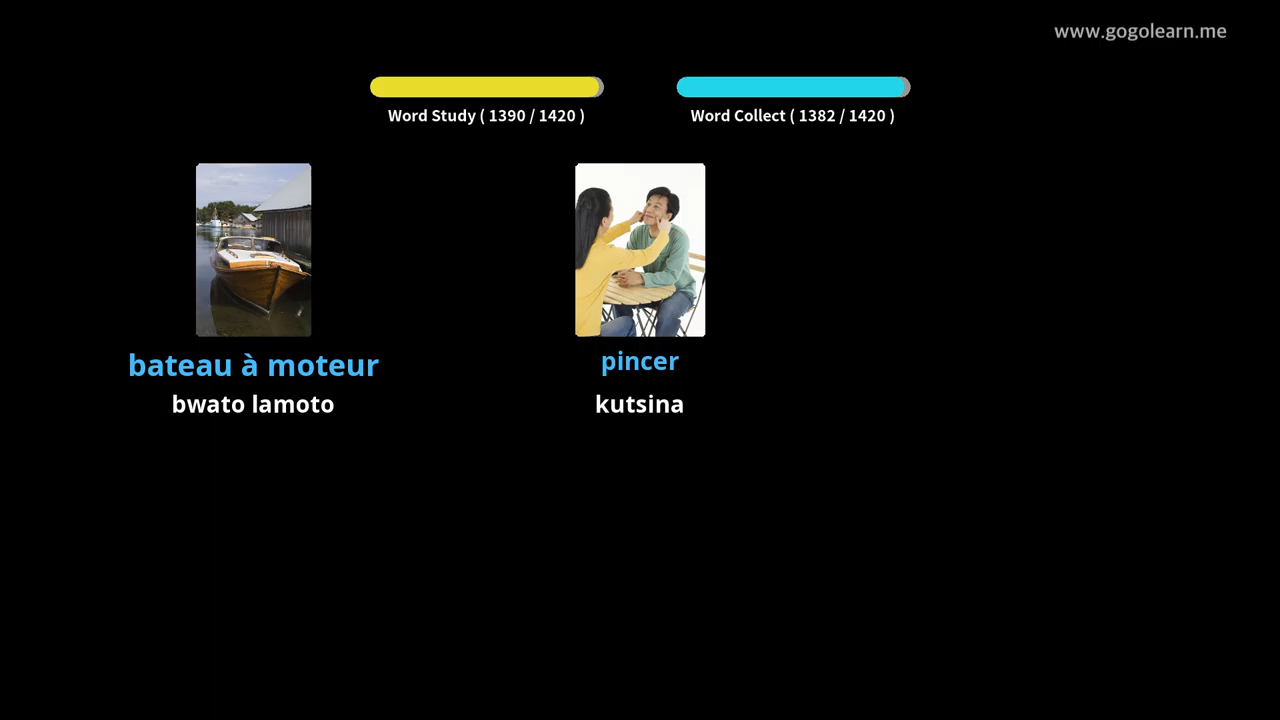 www.gogolearn.me
Word Study ( 1390 / 1420 )
Word Collect ( 1382 / 1420 )
bateau à moteur
pincer
bwato lamoto
kutsina